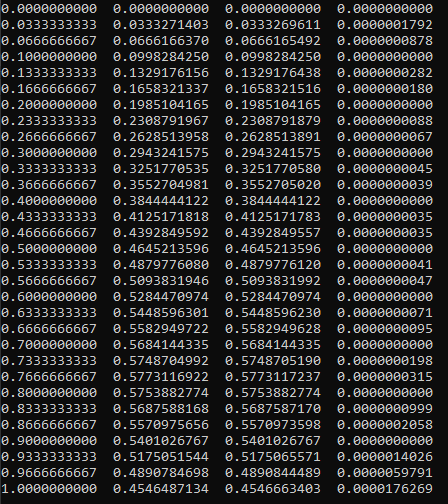 0.0000000000 0.0000000000 0.0000000000 0.0000000000
0.0333333333 0.0333271403 0.0333269611 0.0000001792
0.0666666667 0.0666166370 0.0666165492 0.0000000878
0.1000000000 0.0998284250 0.0998284250 0.0000000000
0.1333333333 0.1329176156 0.1329176438 0.0000000282
0.1666666667 0.1658321337 0.1658321516 0.0000000180
0.2000000000 0.1985104165 0.1985104165 0.0000000000
0.2333333333 0.2308791967 0.2308791879 0.0000000088
0.2666666667 0.2628513958 0.2628513891 0.0000000067
0.3000000000 0.2943241575 0.2943241575 0.0000000000
0.3333333333 0.3251770535 0.3251770580 0.0000000045
0.3666666667 0.3552704981 0.3552705020 0.0000000039
0.4000000000 0.3844444122 0.3844444122 0.0000000000
0.4333333333 0.4125171818 0.4125171783 0.0000000035
0.4666666667 0.4392849592 0.4392849557 0.0000000035
0.5000000000 0.4645213596 0.4645213596 0.0000000000
0.5333333333 0.4879776080 0.4879776120 0.0000000041
0.5666666667 0.5093831946 0.5093831992 0.0000000047
0.6000000000 0.5284470974 0.5284470974 0.0000000000
0.6333333333 0.5448596301 0.5448596230 0.0000000071
0.6666666667 0.5582949722 0.5582949628 0.0000000095
0.7000000000 0.5684144335 0.5684144335 0.0000000000
0.7333333333 0.5748704992 0.5748705190 0.0000000198
0.7666666667 0.5773116922 0.5773117237 0.0000000315
0.8000000000 0.5753882774 0.5753882774 0.0000000000
0.8333333333 0.5687588168 0.5687587170 0.0000000999
0.8666666667 0.5570975656 0.5570973598 0.0000002058
0.9000000000 0.5401026767 0.5401026767 0.0000000000
0.9333333333 0.5175051544 0.5175065571 0.0000014026
0.9666666667 0.4890784698 0.4890844489 0.0000059791
1.0000000000 0.4546487134 0.4546663403 0.0000176269